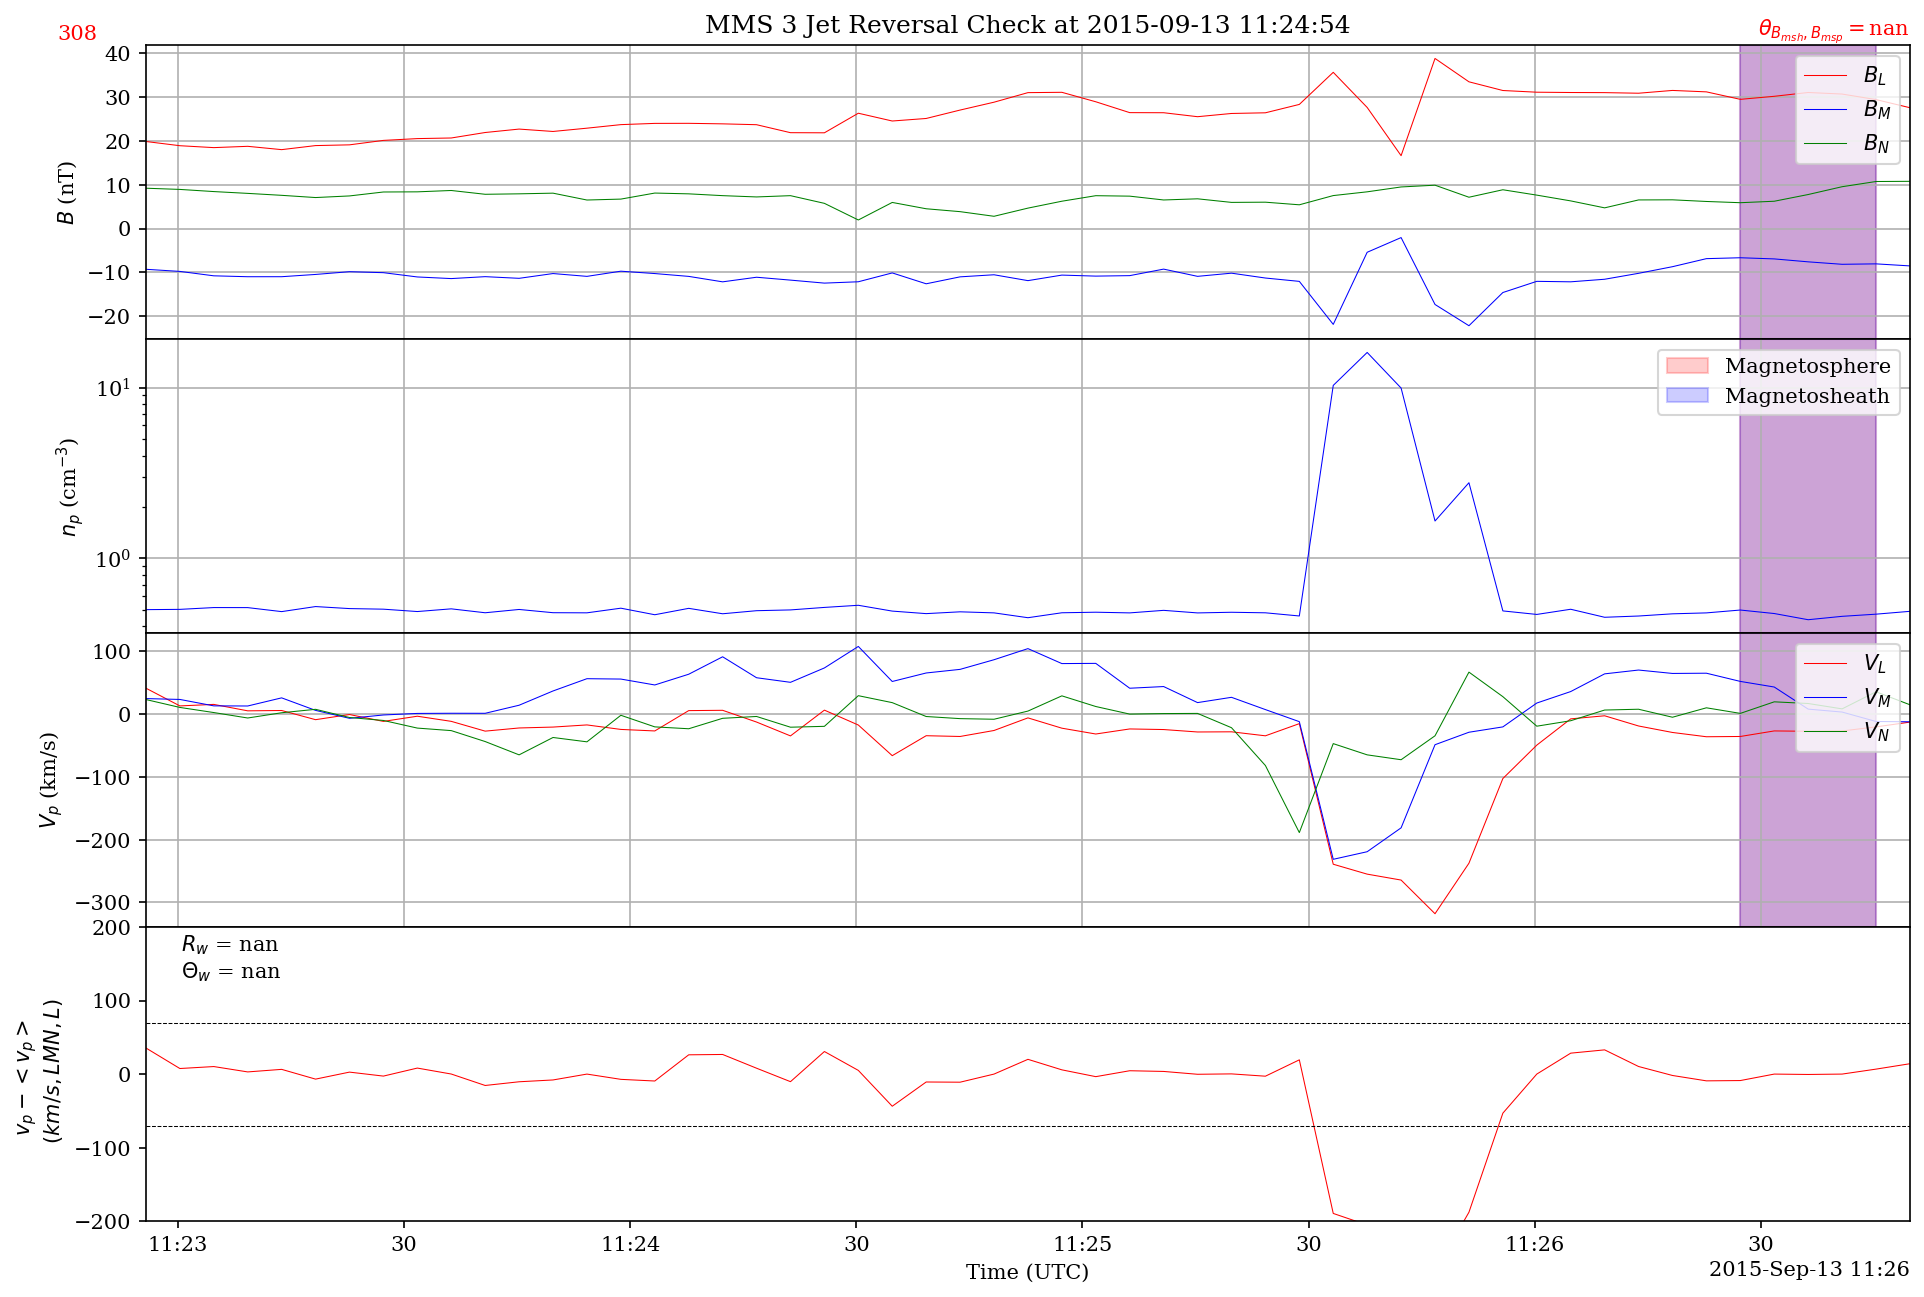 MMS 3 Jet Reversal Check at 2015-09-13 11:24:54
308
θ_{B_{msh}, B_{msp}} = nan
40
30
20
10
0
−10
−20
B (nT)
B_L
B_M
B_N
10^1
10^0
n_p (cm^{−3})
Magnetosphere
Magnetosheath
100
0
−100
−200
−300
V_p (km/s)
V_L
V_M
V_N
200
100
0
−100
−200
v_p − < v_p >
(km/s, LMN, L)
R_w = nan
Θ_w = nan
11:23
30
11:24
30
11:25
30
11:26
30
Time (UTC)
2015-Sep-13 11:26